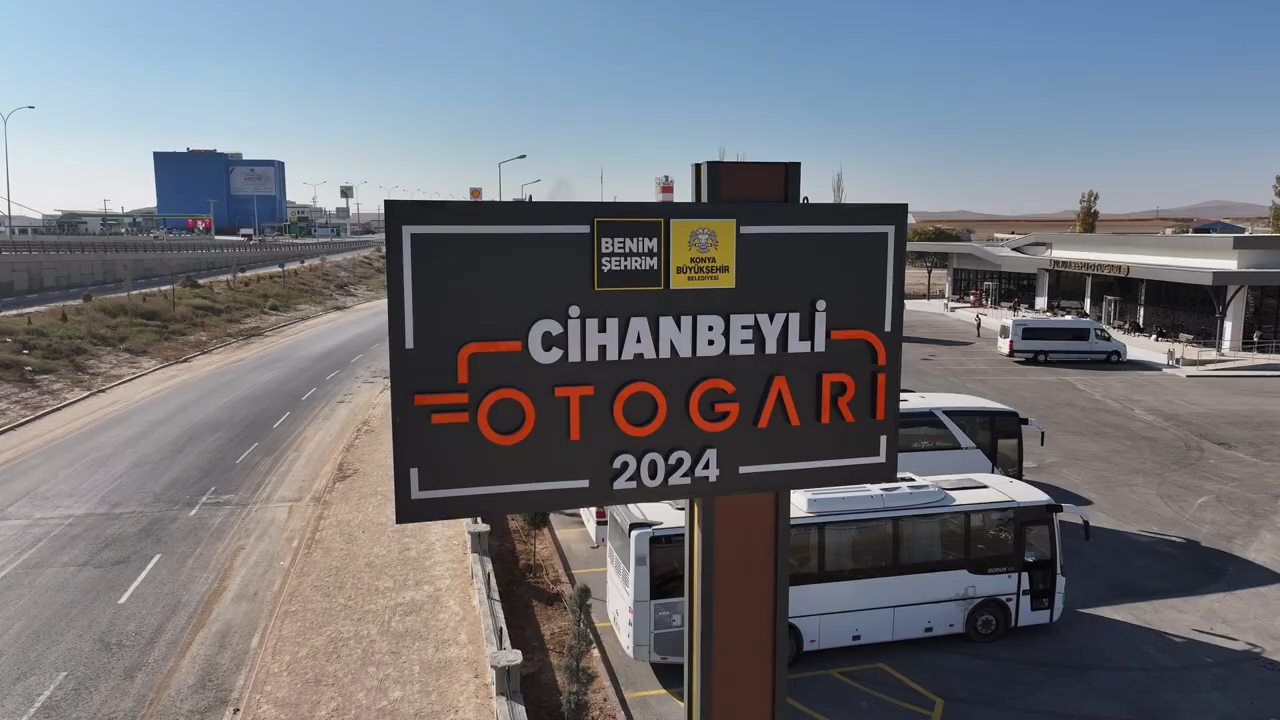 BENİM
ŞEHRİM
KONYA
BÜYÜKŞEHİR
BELEDİYESİ
CİHANBEYLİ
OTOGARI
2024